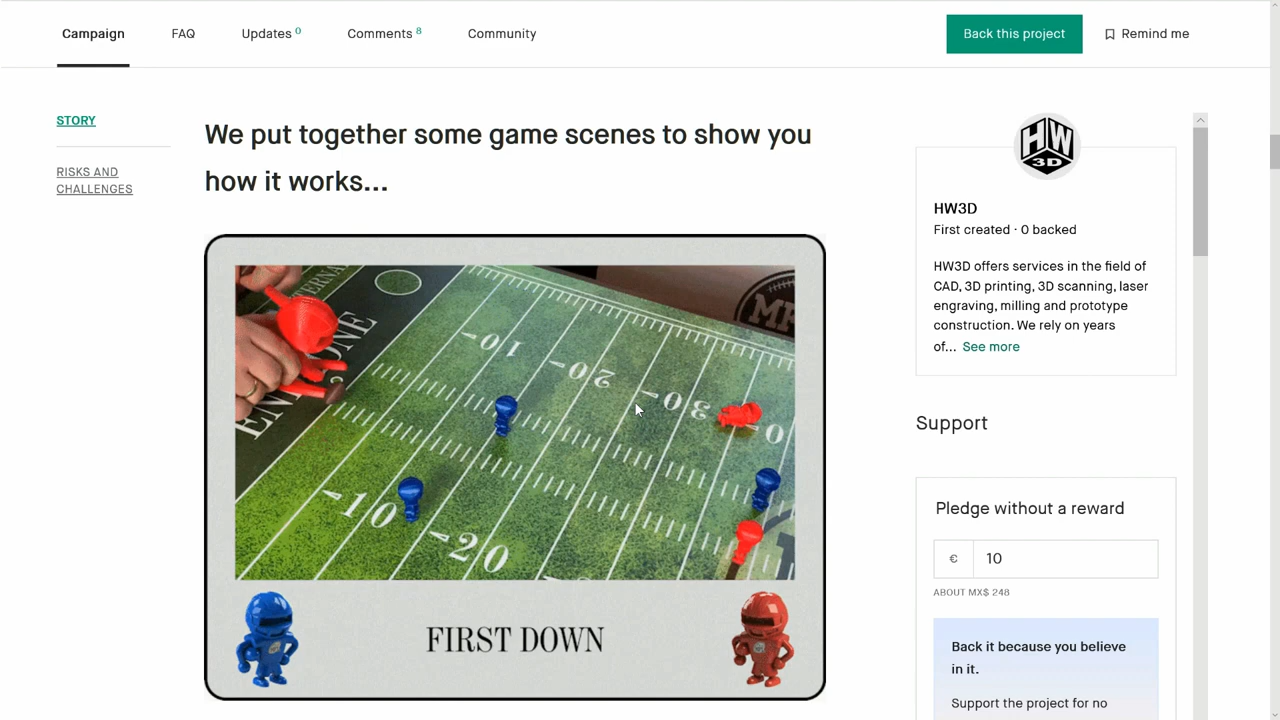 Campaign
FAQ
Updates 0
Comments 8
Community
Back this project
Remind me
STORY
RISKS AND
CHALLENGES
We put together some game scenes to show you
how it works...
10
20
30
10
20
FIRST DOWN
HW
3D
HW3D
First created · 0 backed
HW3D offers services in the field of
CAD, 3D printing, 3D scanning, laser
engraving, milling and prototype
construction. We rely on years
of... See more
Support
Pledge without a reward
€ 10
ABOUT MX$ 248
Back it because you believe
in it.
Support the project for no